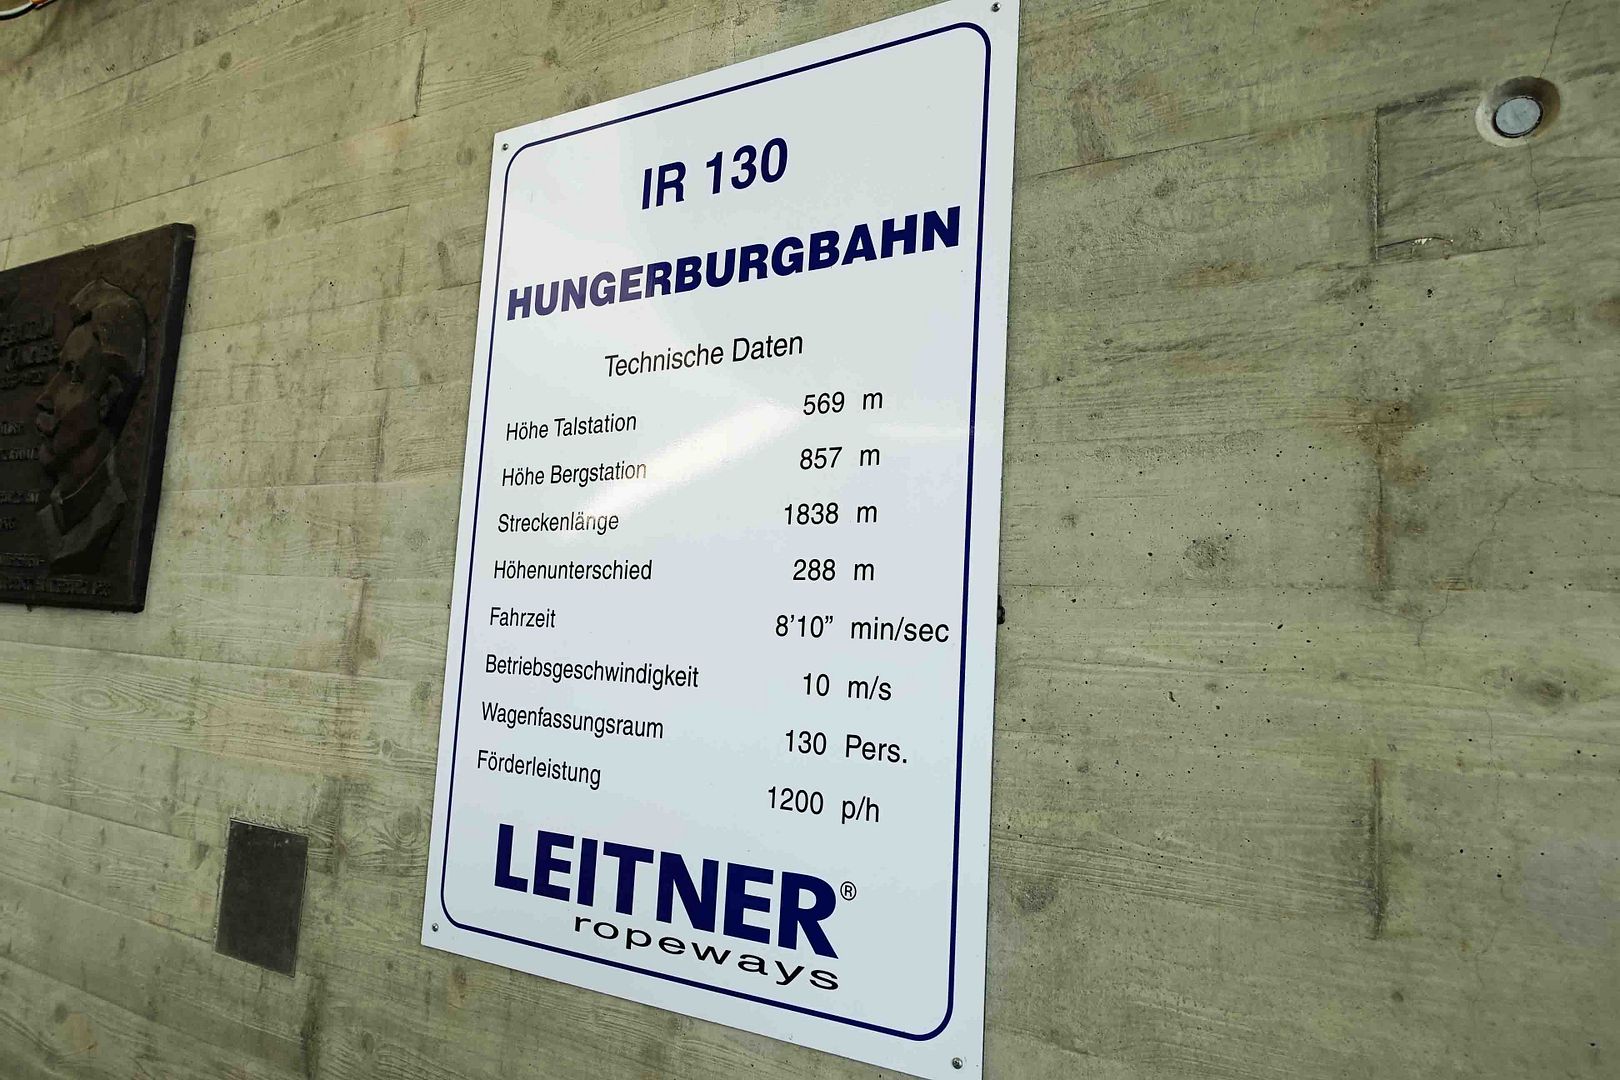 IR 130
HUNGERBURGBAHN
Technische Daten
Höhe Talstation 569 m
Höhe Bergstation 857 m
Streckenlänge 1838 m
Höhenunterschied 288 m
Fahrzeit 8’10” min/sec
Betriebsgeschwindigkeit 10 m/s
Wagenfassungsraum 130 Pers.
Förderleistung 1200 p/h
LEITNER®
ropeways